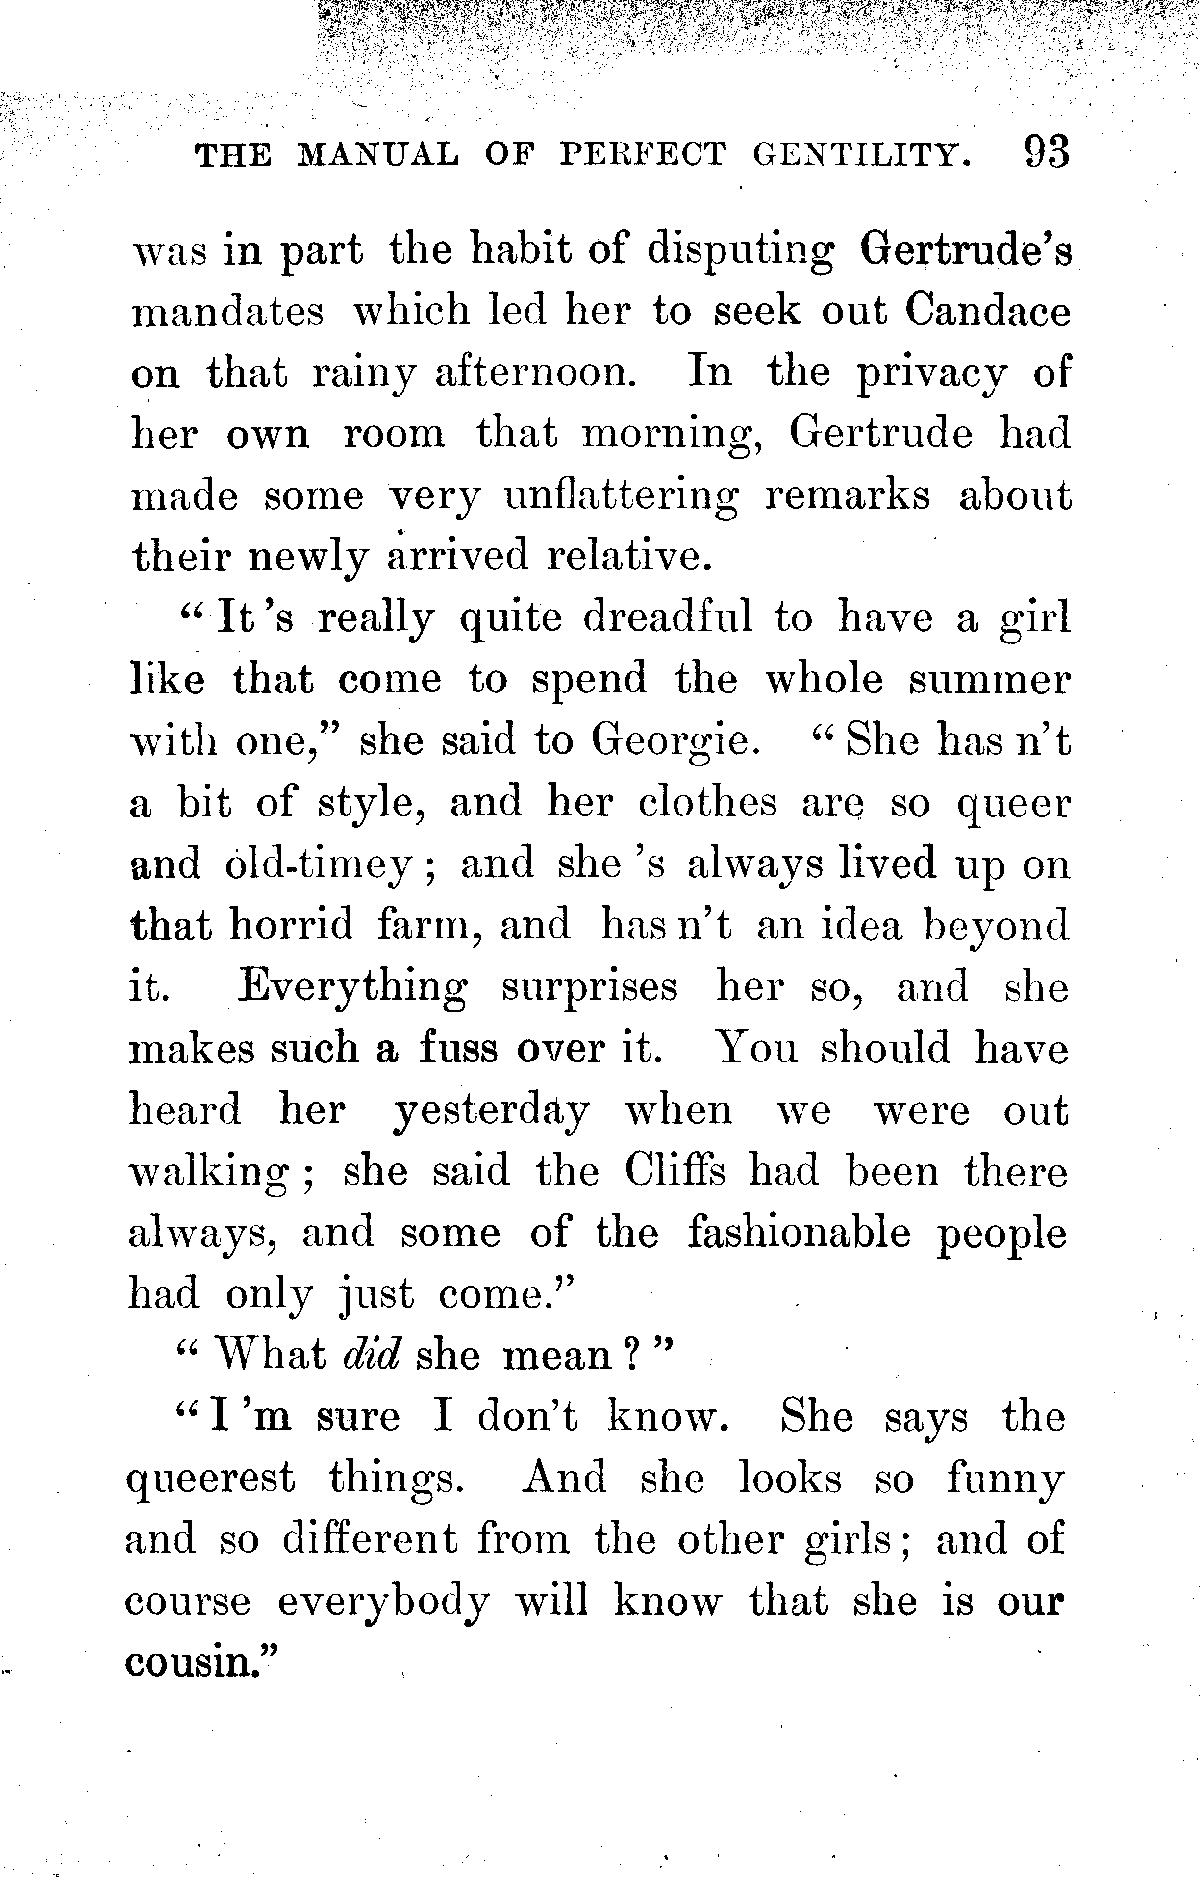 THE MANUAL OF PERFECT GENTILITY. 93
was in part the habit of disputing Gertrude's
mandates which led her to seek out Candace
on that rainy afternoon. In the privacy of
her own room that morning, Gertrude had
made some very unflattering remarks about
their newly arrived relative.
“ It 's really quite dreadful to have a girl
like that come to spend the whole summer
with one,” she said to Georgie. “ She has n't
a bit of style, and her clothes are so queer
and old-timey ; and she 's always lived up on
that horrid farm, and has n't an idea beyond
it. Everything surprises her so, and she
makes such a fuss over it. You should have
heard her yesterday when we were out
walking ; she said the Cliffs had been there
always, and some of the fashionable people
had only just come.”
“ What did she mean ? ”
“ I 'm sure I don't know. She says the
queerest things. And she looks so funny
and so different from the other girls ; and of
course everybody will know that she is our
cousin.”